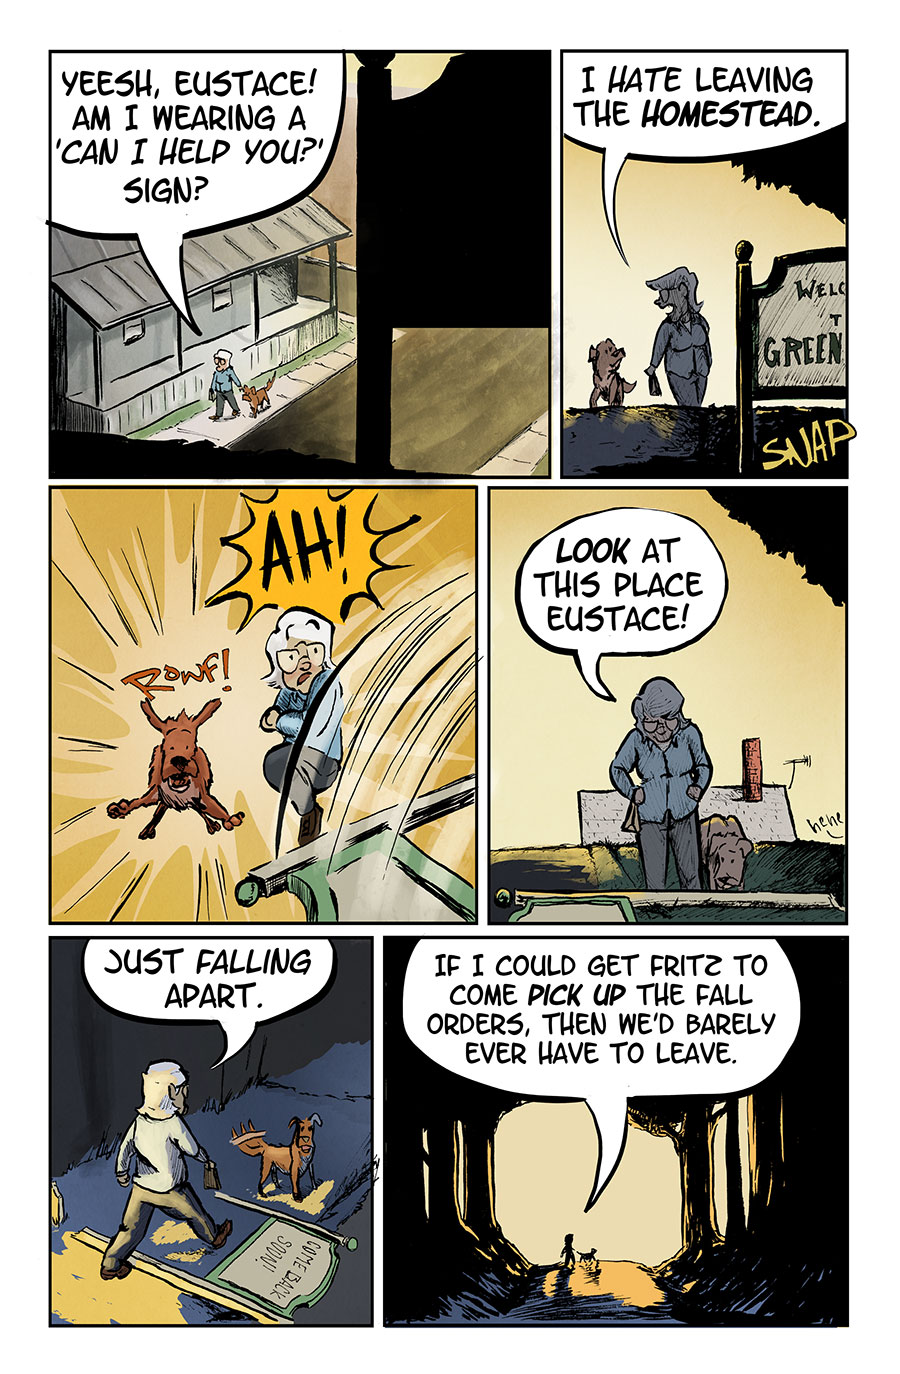 YEESH, EUSTACE!
AM I WEARING A
'CAN I HELP YOU?'
SIGN?
I HATE LEAVING
THE HOMESTEAD.
WELC
T
GREEN
SNAP
AH!
ROWF!
LOOK AT
THIS PLACE
EUSTACE!
hehe
JUST FALLING
APART.
COME BACK
SOON!
IF I COULD GET FRITZ TO
COME PICK UP THE FALL
ORDERS, THEN WE'D BARELY
EVER HAVE TO LEAVE.